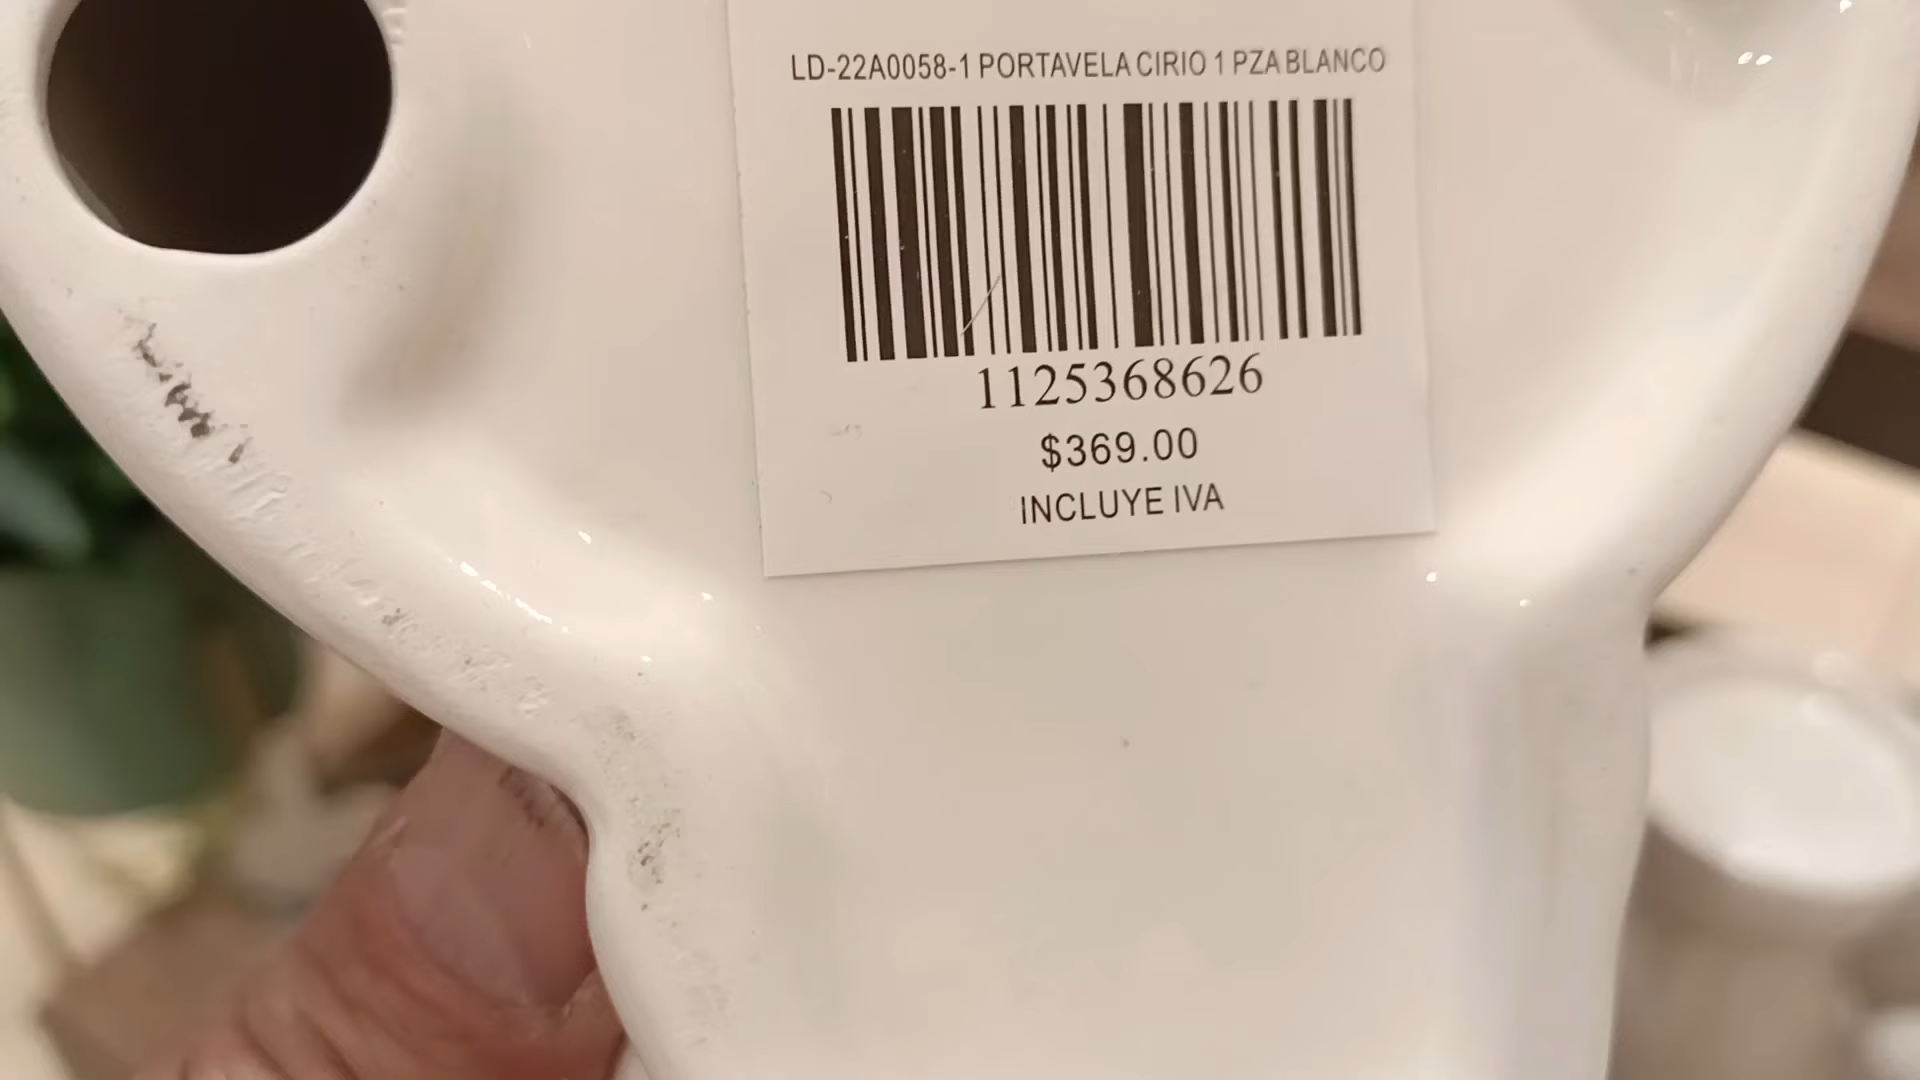 LD-22A0058-1 PORTAVELA CIRIO 1 PZA BLANCO
1125368626
$369.00
INCLUYE IVA